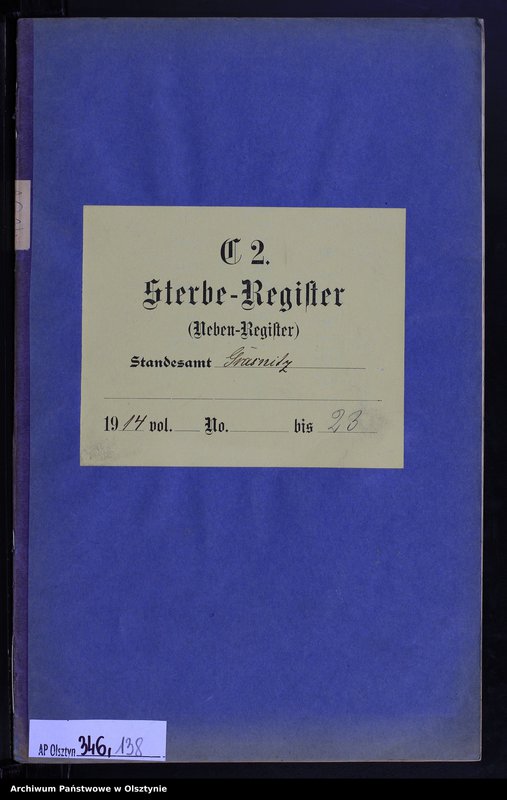 C 2.
Sterbe-Register
(Neben-Register)
Standesamt Grasnitz
1914 vol. No. bis 23
AP Olsztyn 346, 138
Archiwum Państwowe w Olsztynie